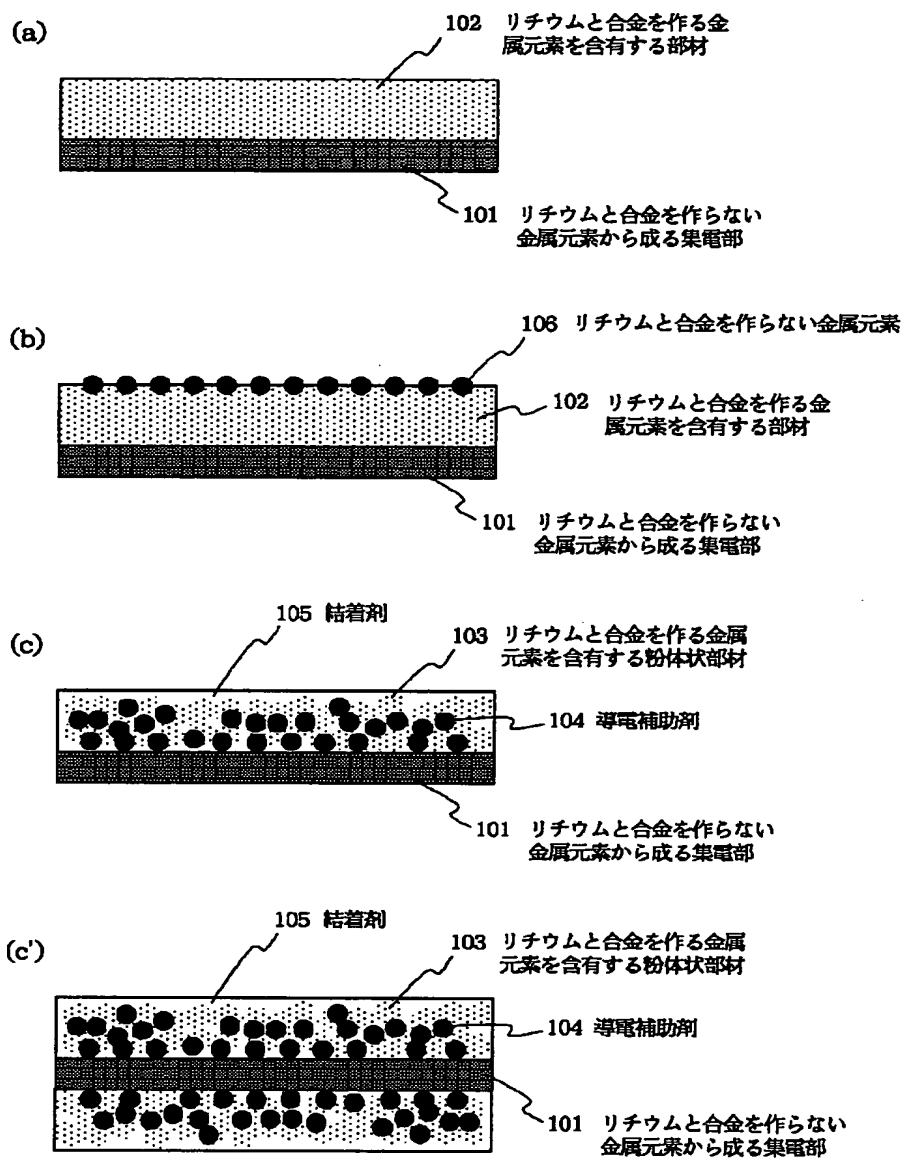 (a)
102 リチウムと合金を作る金
属元素を含有する部材
101 リチウムと合金を作らない
金属元素から成る集電部
(b)
106 リチウムと合金を作らない金属元素
102 リチウムと合金を作る金
属元素を含有する部材
101 リチウムと合金を作らない
金属元素から成る集電部
(c)
105 結着剤
103 リチウムと合金を作る金属
元素を含有する粉体状部材
104 導電補助剤
101 リチウムと合金を作らない
金属元素から成る集電部
(c')
105 結着剤
103 リチウムと合金を作る金属
元素を含有する粉体状部材
104 導電補助剤
101 リチウムと合金を作らない
金属元素から成る集電部